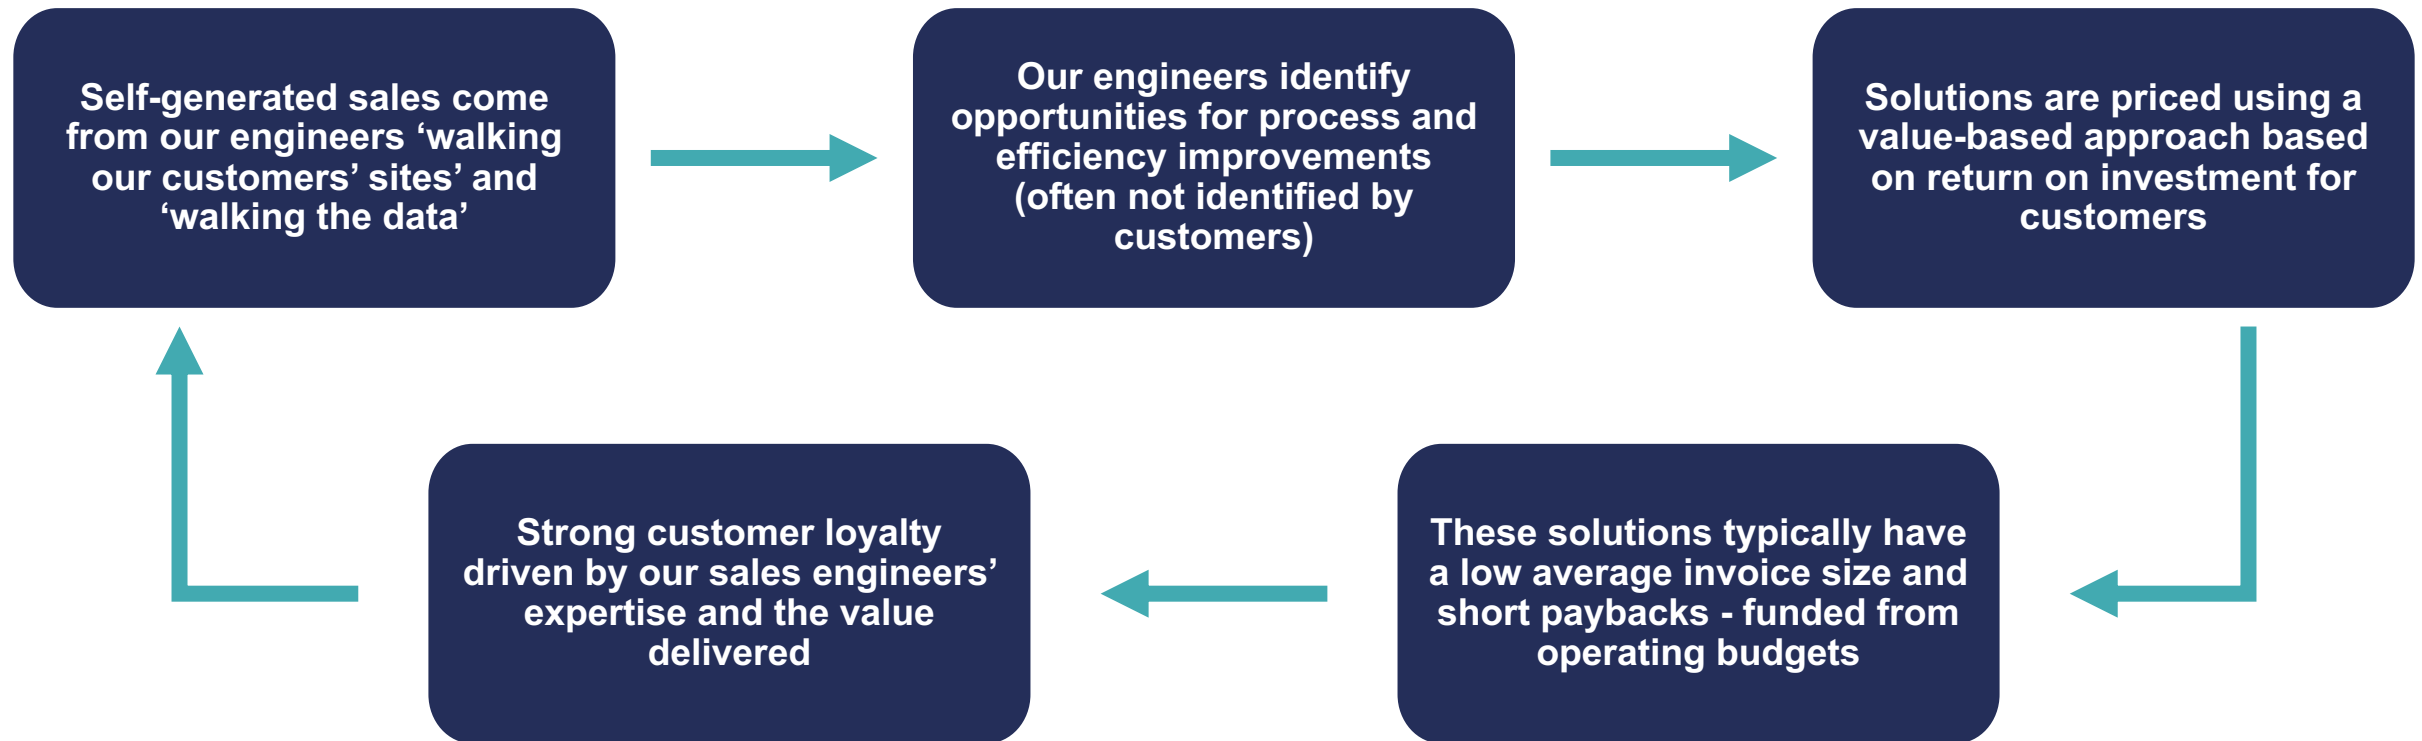 Self-generated sales come
from our engineers ‘walking
our customers’ sites’ and
‘walking the data’
Our engineers identify
opportunities for process and
efficiency improvements
(often not identified by
customers)
Solutions are priced using a
value-based approach based
on return on investment for
customers
These solutions typically have
a low average invoice size and
short paybacks - funded from
operating budgets
Strong customer loyalty
driven by our sales engineers’
expertise and the value
delivered